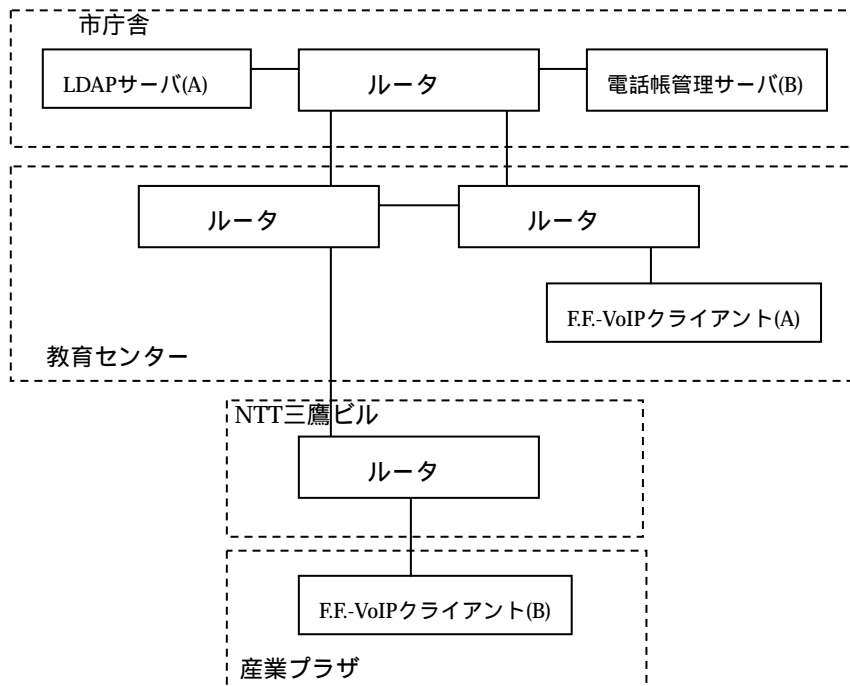 市庁舎
LDAPサーバ(A)
ルータ
電話帳管理サーバ(B)
ルータ
ルータ
F.F.-VoIPクライアント(A)
教育センター
NTT三鷹ビル
ルータ
F.F.-VoIPクライアント(B)
産業プラザ